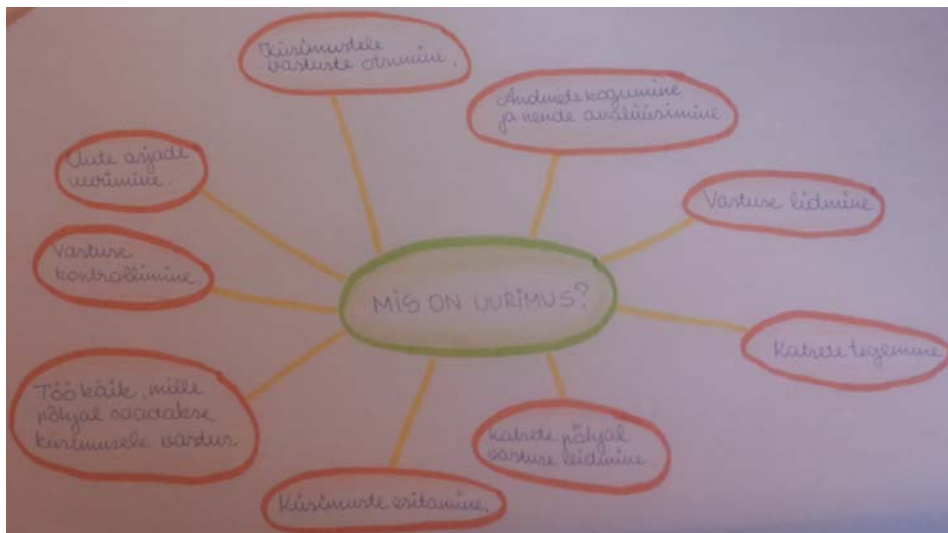 Küsimustele
vastuste otsimine.
Andmete kogumine
ja nende analüüsimine
Uute asjade
uurimine.
Vastuse leidmine
Vastuse
kontrollimine.
MIS ON UURIMUS?
Katsete tegemine
Töö käik, mille
põhjal saadakse
küsimusele vastus.
katsete põhjal
vastuse leidmine
Küsimuste esitamine.